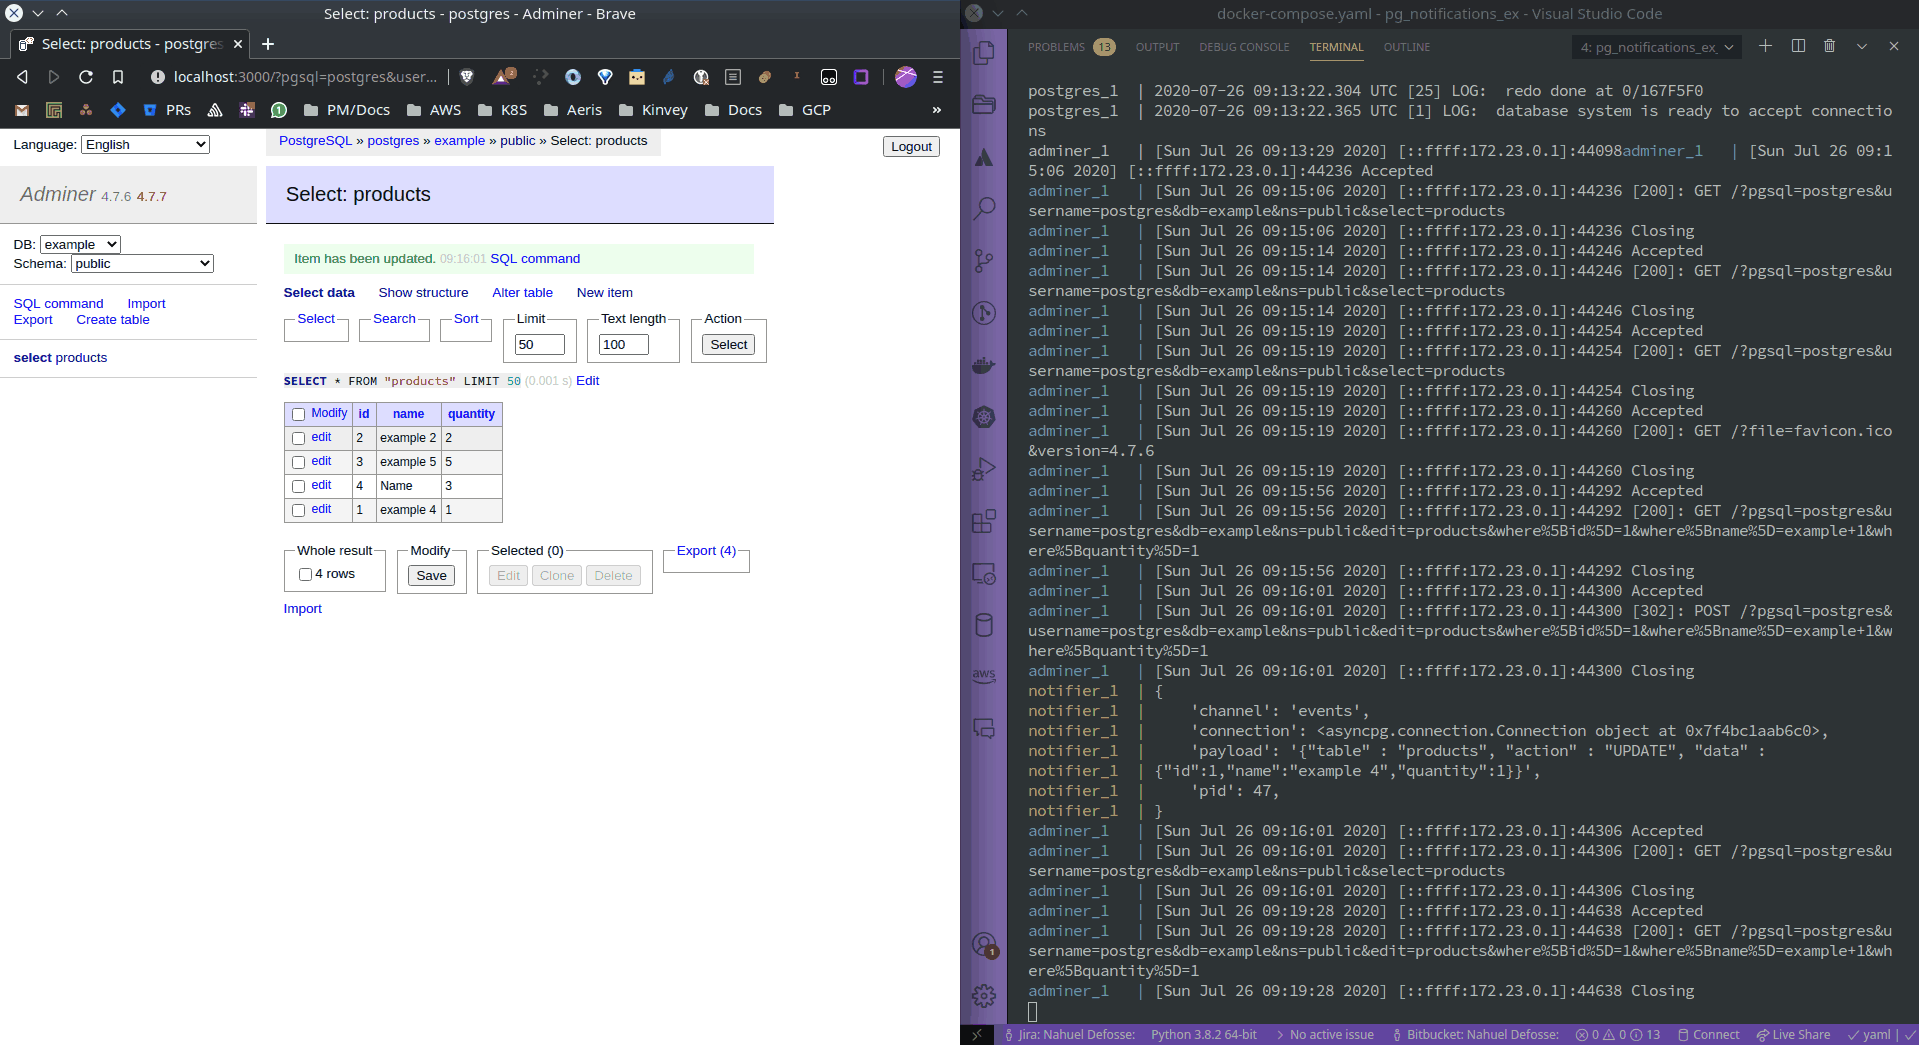 Select: products - postgres - Adminer - Brave
Select: products - postgres
localhost:3000/?pgsql=postgres&user...
2
PRs
1
PM/Docs
AWS
K8S
Aeris
Kinvey
Docs
GCP
»
Language: English
PostgreSQL » postgres » example » public » Select: products
Logout
Adminer 4.7.6 4.7.7
Select: products
DB: example
Schema: public
SQL command Import
Export Create table
select products
Item has been updated. 09:16:01 SQL command
Select data Show structure Alter table New item
Select Search Sort Limit Text length Action
50 100 Select
SELECT * FROM "products" LIMIT 50 (0.001 s) Edit
Modify id name quantity
edit 2 example 2 2
edit 3 example 5 5
edit 4 Name 3
edit 1 example 4 1
Whole result Modify Selected (0) Export (4)
4 rows Save Edit Clone Delete
Import
docker-compose.yaml - pg_notifications_ex - Visual Studio Code
PROBLEMS 13 OUTPUT DEBUG CONSOLE TERMINAL OUTLINE 4: pg_notifications_ex
postgres_1  | 2020-07-26 09:13:22.304 UTC [25] LOG:  redo done at 0/167F5F0
postgres_1  | 2020-07-26 09:13:22.365 UTC [1] LOG:  database system is ready to accept connectio
ns
adminer_1   | [Sun Jul 26 09:13:29 2020] [::ffff:172.23.0.1]:44098adminer_1   | [Sun Jul 26 09:1
5:06 2020] [::ffff:172.23.0.1]:44236 Accepted
adminer_1   | [Sun Jul 26 09:15:06 2020] [::ffff:172.23.0.1]:44236 [200]: GET /?pgsql=postgres&u
sername=postgres&db=example&ns=public&select=products
adminer_1   | [Sun Jul 26 09:15:06 2020] [::ffff:172.23.0.1]:44236 Closing
adminer_1   | [Sun Jul 26 09:15:14 2020] [::ffff:172.23.0.1]:44246 Accepted
adminer_1   | [Sun Jul 26 09:15:14 2020] [::ffff:172.23.0.1]:44246 [200]: GET /?pgsql=postgres&u
sername=postgres&db=example&ns=public&select=products
adminer_1   | [Sun Jul 26 09:15:14 2020] [::ffff:172.23.0.1]:44246 Closing
adminer_1   | [Sun Jul 26 09:15:19 2020] [::ffff:172.23.0.1]:44254 Accepted
adminer_1   | [Sun Jul 26 09:15:19 2020] [::ffff:172.23.0.1]:44254 [200]: GET /?pgsql=postgres&u
sername=postgres&db=example&ns=public&select=products
adminer_1   | [Sun Jul 26 09:15:19 2020] [::ffff:172.23.0.1]:44254 Closing
adminer_1   | [Sun Jul 26 09:15:19 2020] [::ffff:172.23.0.1]:44260 Accepted
adminer_1   | [Sun Jul 26 09:15:19 2020] [::ffff:172.23.0.1]:44260 [200]: GET /?file=favicon.ico
&version=4.7.6
adminer_1   | [Sun Jul 26 09:15:19 2020] [::ffff:172.23.0.1]:44260 Closing
adminer_1   | [Sun Jul 26 09:15:56 2020] [::ffff:172.23.0.1]:44292 Accepted
adminer_1   | [Sun Jul 26 09:15:56 2020] [::ffff:172.23.0.1]:44292 [200]: GET /?pgsql=postgres&u
sername=postgres&db=example&ns=public&edit=products&where%5Bid%5D=1&where%5Bname%5D=example+1&wh
ere%5Bquantity%5D=1
adminer_1   | [Sun Jul 26 09:15:56 2020] [::ffff:172.23.0.1]:44292 Closing
adminer_1   | [Sun Jul 26 09:16:01 2020] [::ffff:172.23.0.1]:44300 Accepted
adminer_1   | [Sun Jul 26 09:16:01 2020] [::ffff:172.23.0.1]:44300 [302]: POST /?pgsql=postgres&
username=postgres&db=example&ns=public&edit=products&where%5Bid%5D=1&where%5Bname%5D=example+1&w
here%5Bquantity%5D=1
adminer_1   | [Sun Jul 26 09:16:01 2020] [::ffff:172.23.0.1]:44300 Closing
notifier_1  | {
notifier_1  |     'channel': 'events',
notifier_1  |     'connection': <asyncpg.connection.Connection object at 0x7f4bc1aab6c0>,
notifier_1  |     'payload': '{"table" : "products", "action" : "UPDATE", "data" :
notifier_1  | {"id":1,"name":"example 4","quantity":1}}',
notifier_1  |     'pid': 47,
notifier_1  | }
adminer_1   | [Sun Jul 26 09:16:01 2020] [::ffff:172.23.0.1]:44306 Accepted
adminer_1   | [Sun Jul 26 09:16:01 2020] [::ffff:172.23.0.1]:44306 [200]: GET /?pgsql=postgres&u
sername=postgres&db=example&ns=public&select=products
adminer_1   | [Sun Jul 26 09:16:01 2020] [::ffff:172.23.0.1]:44306 Closing
adminer_1   | [Sun Jul 26 09:19:28 2020] [::ffff:172.23.0.1]:44638 Accepted
adminer_1   | [Sun Jul 26 09:19:28 2020] [::ffff:172.23.0.1]:44638 [200]: GET /?pgsql=postgres&u
sername=postgres&db=example&ns=public&edit=products&where%5Bid%5D=1&where%5Bname%5D=example+1&wh
ere%5Bquantity%5D=1
adminer_1   | [Sun Jul 26 09:19:28 2020] [::ffff:172.23.0.1]:44638 Closing
aws
1
Jira: Nahuel Defosse: Python 3.8.2 64-bit No active issue Bitbucket: Nahuel Defosse: 0 0 13 Connect Live Share yaml